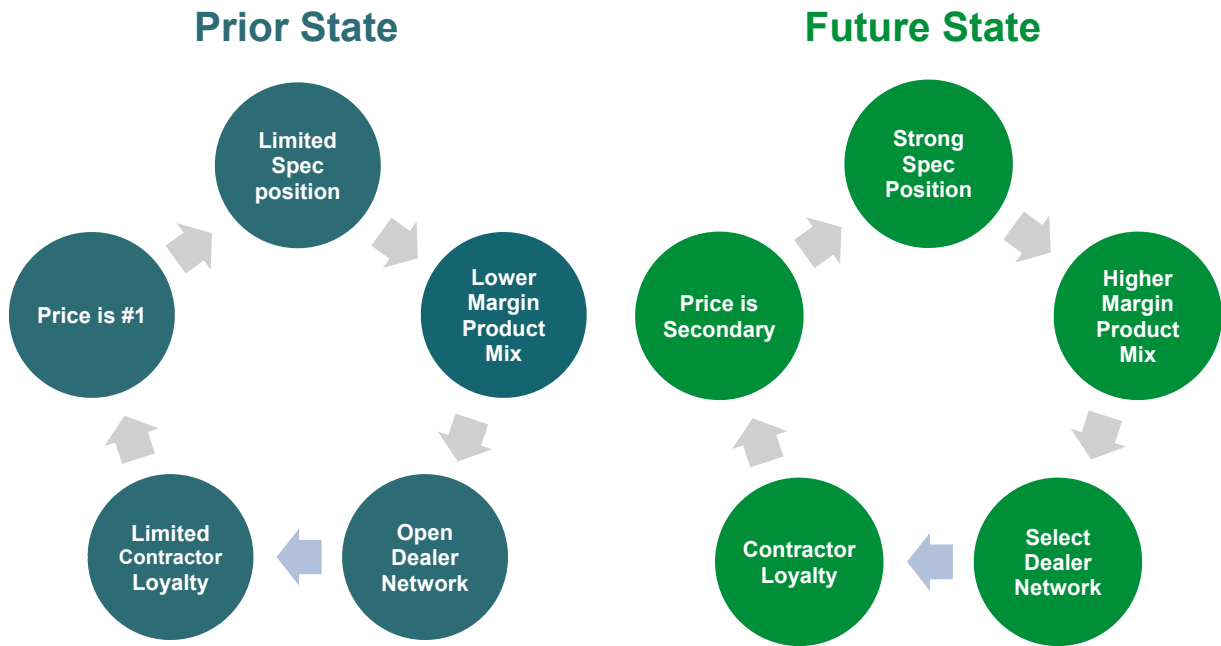 Prior State
Limited
Spec
position
Lower
Margin
Product
Mix
Open
Dealer
Network
Limited
Contractor
Loyalty
Price is #1
Future State
Strong
Spec
Position
Higher
Margin
Product
Mix
Select
Dealer
Network
Contractor
Loyalty
Price is
Secondary